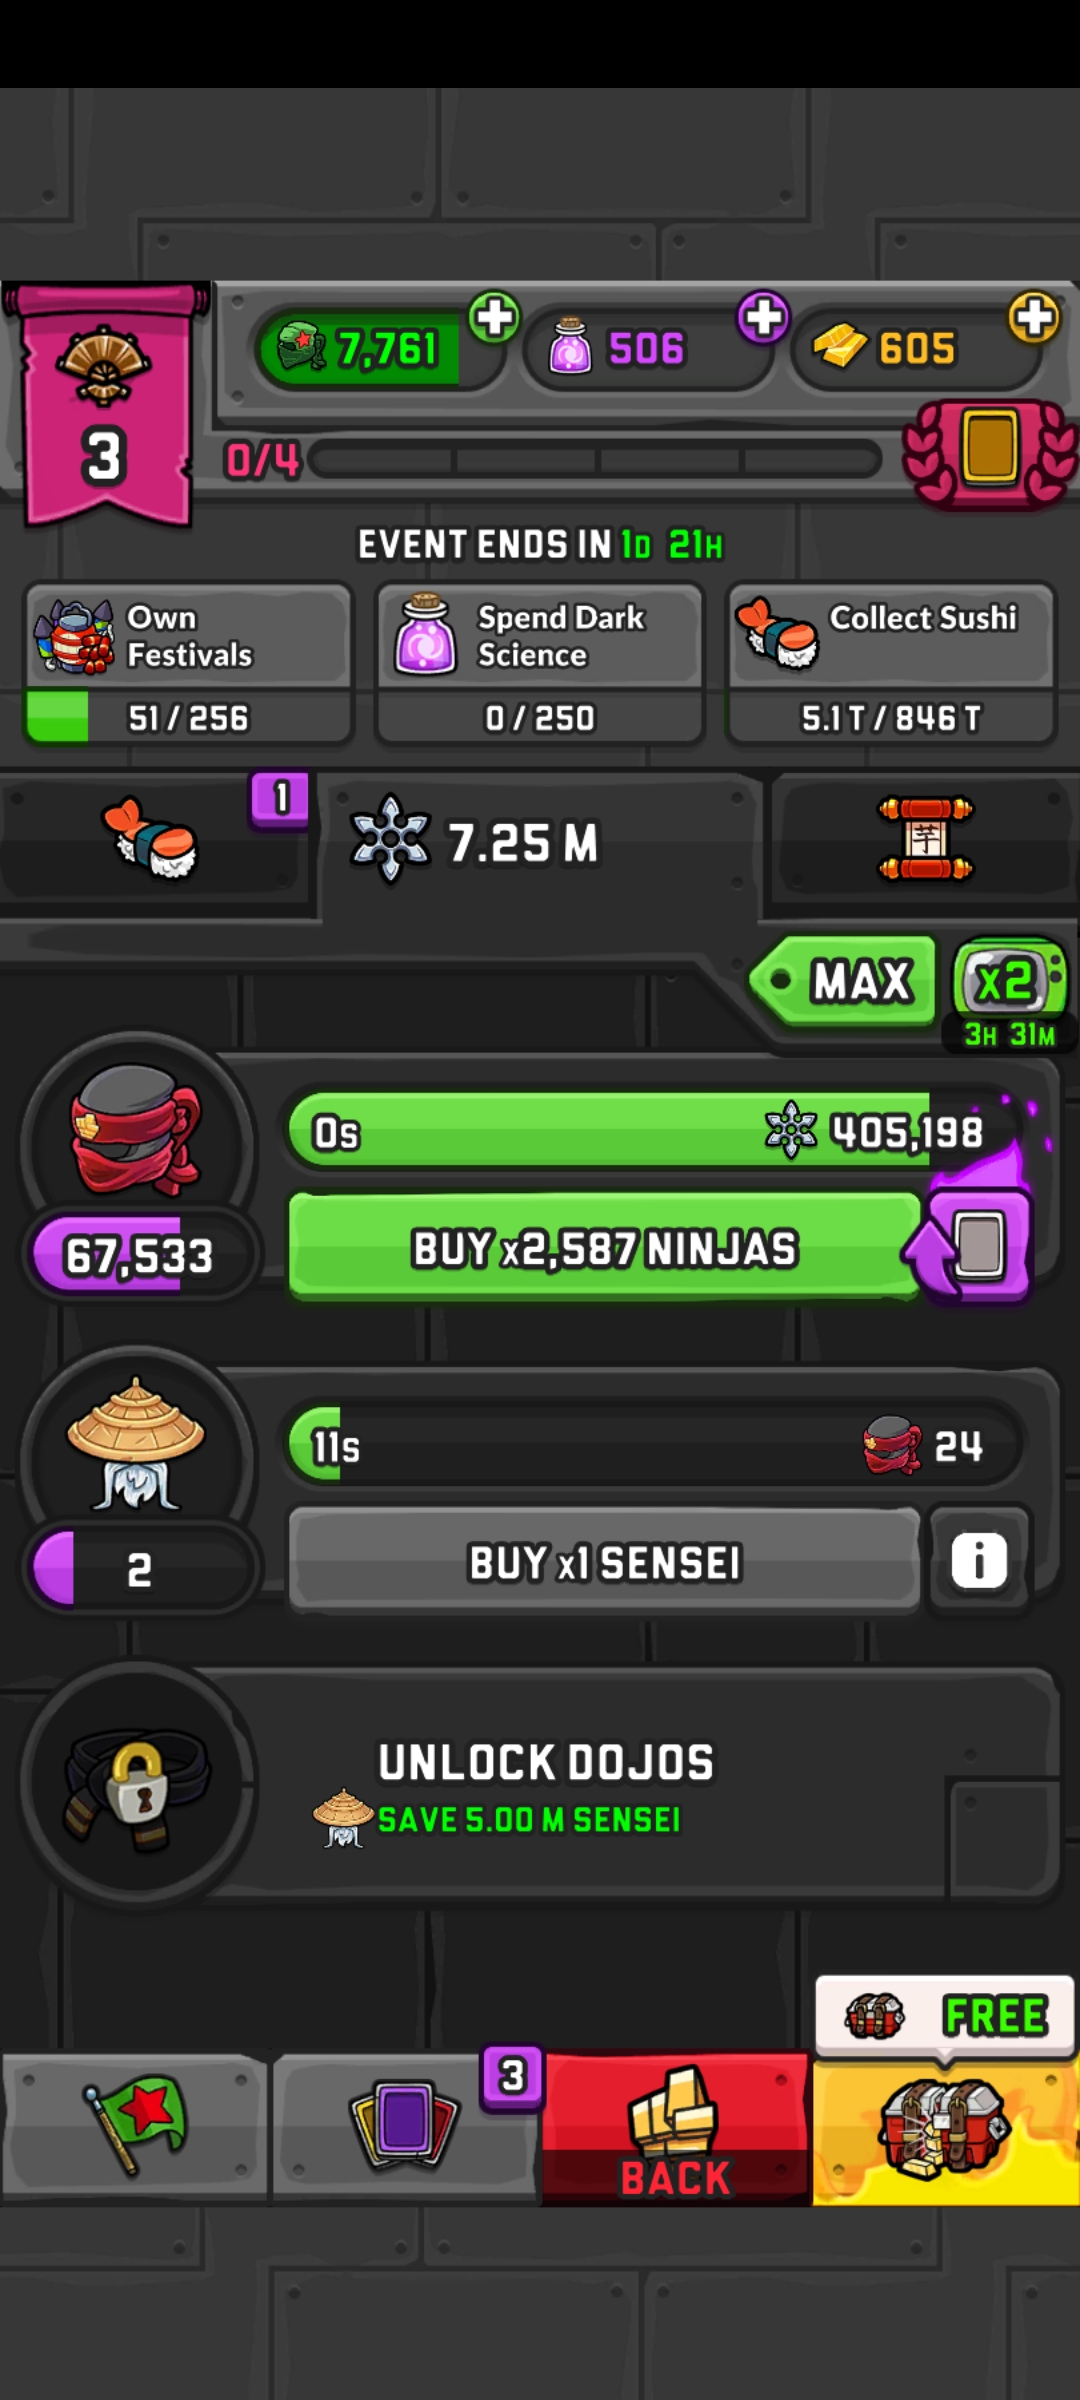 7,761
506
605
3
0/4
EVENT ENDS IN 1D 21H
Own
Festivals
51 / 256
Spend Dark
Science
0 / 250
Collect Sushi
5.1 T / 846 T
1
7.25 M
芋
MAX
x2
3H 31M
0s
405,198
67,533
BUY x2,587 NINJAS
11s
24
2
BUY x1 SENSEI
i
UNLOCK DOJOS
SAVE 5.00 M SENSEI
FREE
3
BACK